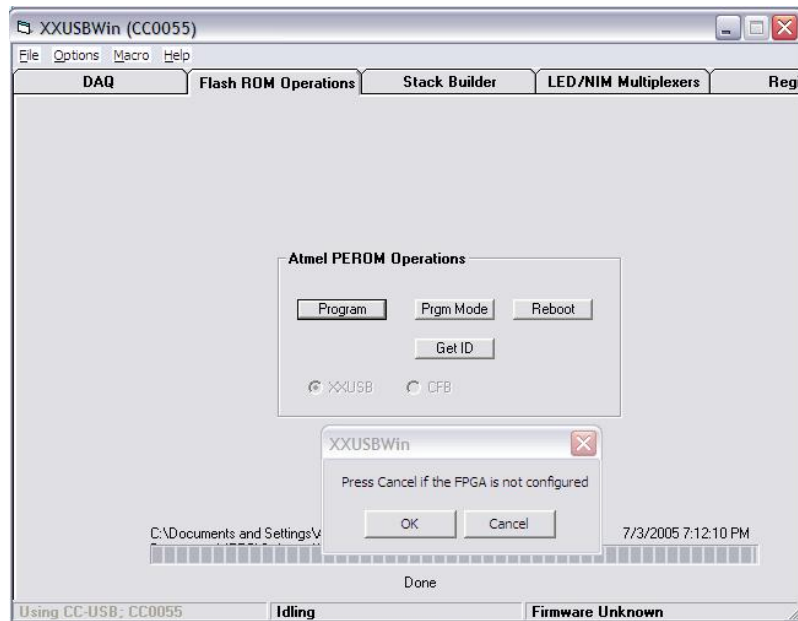 XXUSBWin (CC0055)
File Options Macro Help
DAQ Flash ROM Operations Stack Builder LED/NIM Multiplexers Reg
Atmel PEROM Operations
Program Prgm Mode Reboot
Get ID
XXUSB CFB
XXUSBWin
Press Cancel if the FPGA is not configured
OK Cancel
C:\Documents and Settings\ 7/3/2005 7:12:10 PM
Done
Using CC-USB; CC0055 Idling Firmware Unknown